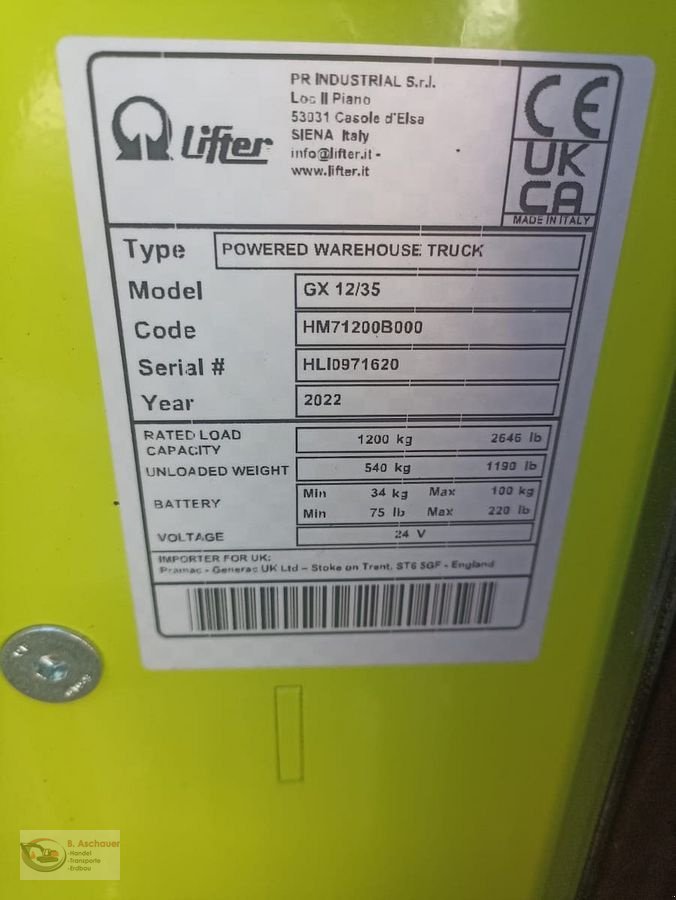 Lifter
PR INDUSTRIAL S.r.l.
Loc Il Piano
53031 Casole d'Elsa
SIENA Italy
info@lifter.it -
www.lifter.it
CE
UK
CA
MADE IN ITALY
Type POWERED WAREHOUSE TRUCK
Model GX 12/35
Code HM71200B000
Serial # HLI0971620
Year 2022
RATED LOAD
CAPACITY 1200 kg 2646 lb
UNLOADED WEIGHT 540 kg 1190 lb
BATTERY
Min 34 kg Max 100 kg
Min 75 lb Max 220 lb
VOLTAGE 24 V
IMPORTER FOR UK:
Pramac - Generac UK Ltd – Stoke on Trent. ST6 5GF - England
B. Aschauer
-Handel
-Transporte
-Erdbau